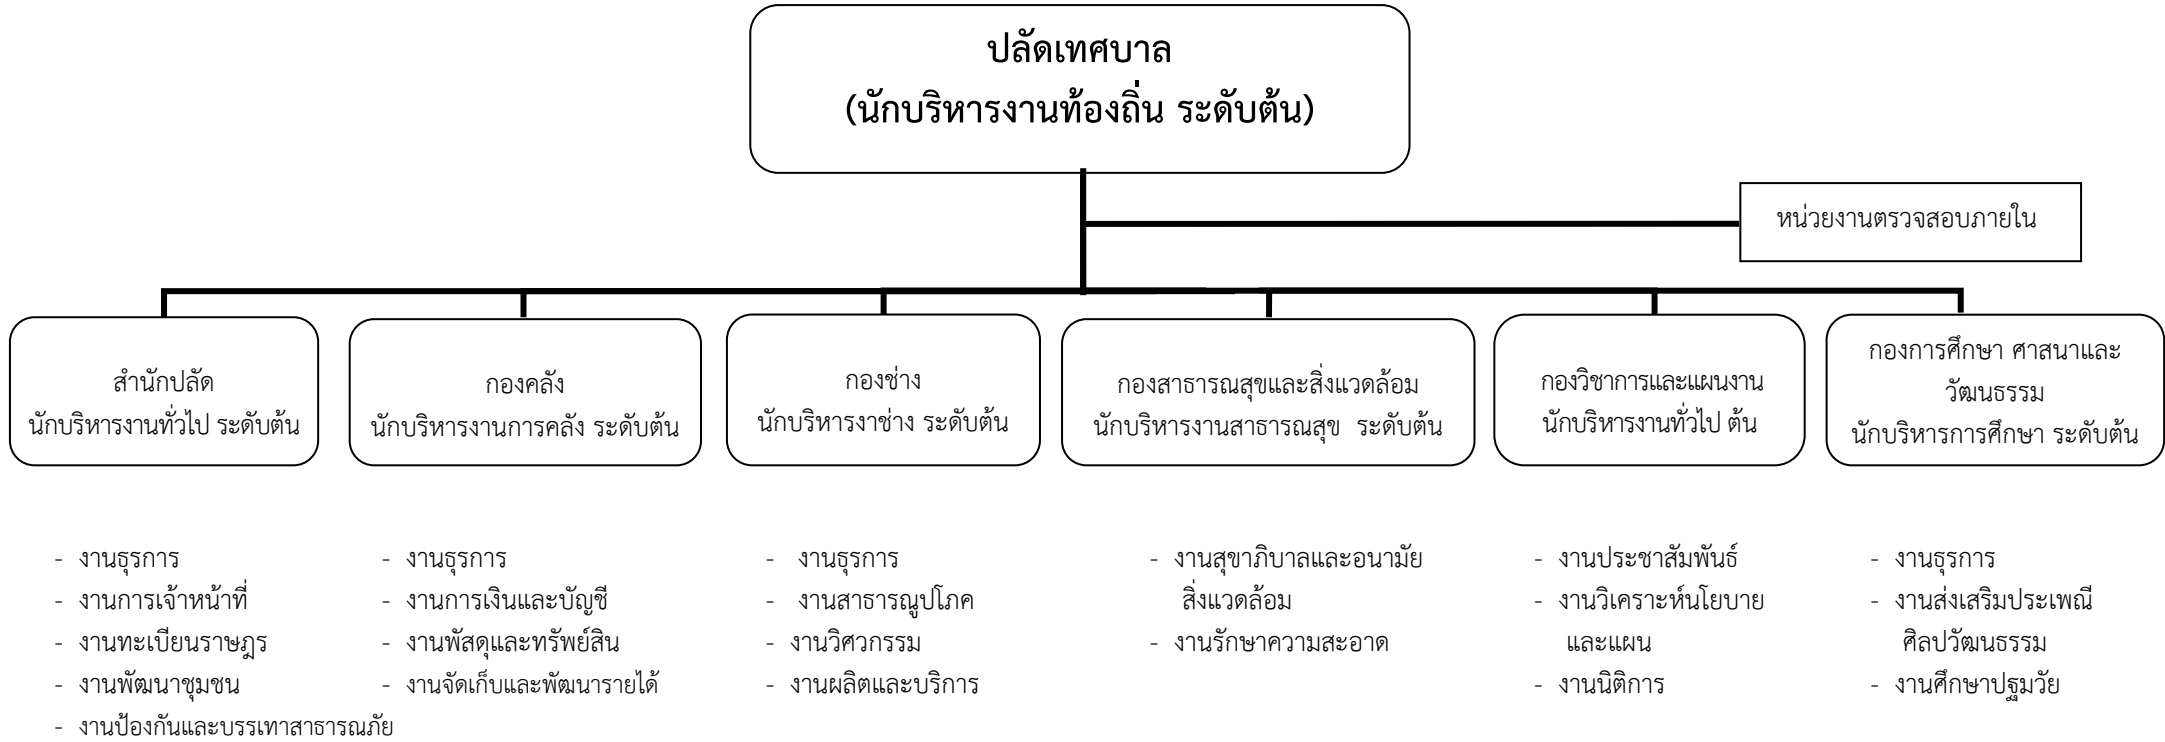 ปลัดเทศบาล
(นักบริหารงานท้องถิ่น ระดับต้น)
หน่วยงานตรวจสอบภายใน
สำนักปลัด
นักบริหารงานทั่วไป ระดับต้น
กองคลัง
นักบริหารงานการคลัง ระดับต้น
กองช่าง
นักบริหารงาช่าง ระดับต้น
กองสาธารณสุขและสิ่งแวดล้อม
นักบริหารงานสาธารณสุข  ระดับต้น
กองวิชาการและแผนงาน
นักบริหารงานทั่วไป ต้น
กองการศึกษา ศาสนาและ
วัฒนธรรม
นักบริหารการศึกษา ระดับต้น
- งานธุรการ
- งานการเจ้าหน้าที่
- งานทะเบียนราษฎร
- งานพัฒนาชุมชน
- งานป้องกันและบรรเทาสาธารณภัย
- งานธุรการ
- งานการเงินและบัญชี
- งานพัสดุและทรัพย์สิน
- งานจัดเก็บและพัฒนารายได้
- งานธุรการ
- งานสาธารณูปโภค
- งานวิศวกรรม
- งานผลิตและบริการ
- งานสุขาภิบาลและอนามัย
สิ่งแวดล้อม
- งานรักษาความสะอาด
- งานประชาสัมพันธ์
- งานวิเคราะห์นโยบาย
และแผน
- งานนิติการ
- งานธุรการ
- งานส่งเสริมประเพณี
ศิลปวัฒนธรรม
- งานศึกษาปฐมวัย